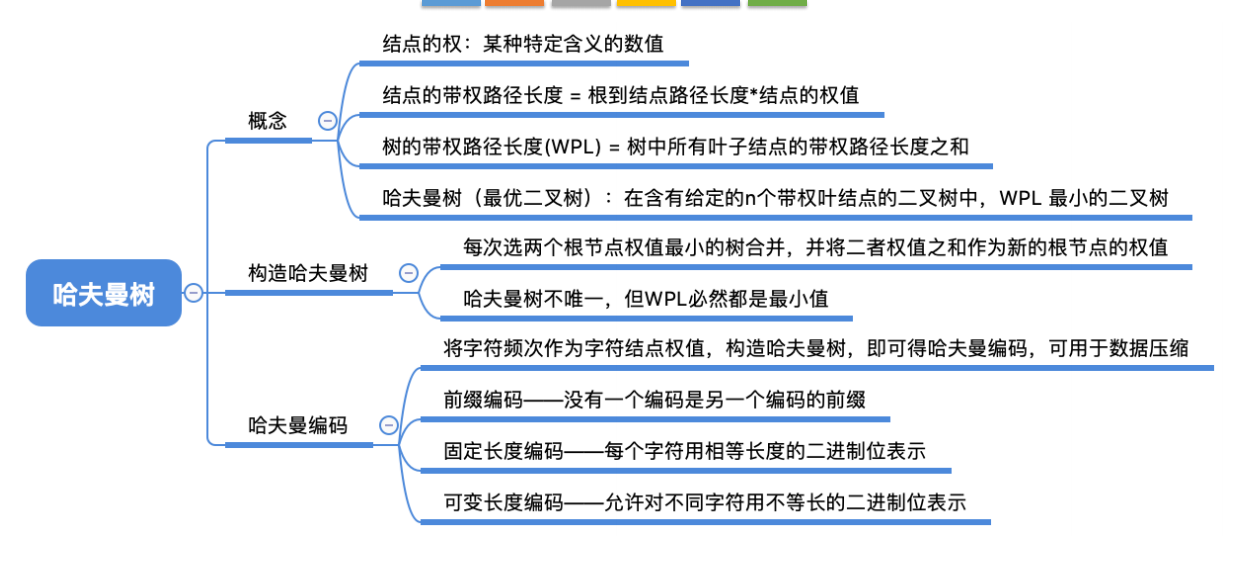 结点的权：某种特定含义的数值
结点的带权路径长度 = 根到结点路径长度*结点的权值
概念
树的带权路径长度(WPL) = 树中所有叶子结点的带权路径长度之和
哈夫曼树（最优二叉树）：在含有给定的n个带权叶结点的二叉树中，WPL 最小的二叉树
每次选两个根节点权值最小的树合并，并将二者权值之和作为新的根节点的权值
构造哈夫曼树
哈夫曼树
哈夫曼树不唯一，但WPL必然都是最小值
将字符频次作为字符结点权值，构造哈夫曼树，即可得哈夫曼编码，可用于数据压缩
前缀编码——没有一个编码是另一个编码的前缀
哈夫曼编码
固定长度编码——每个字符用相等长度的二进制位表示
可变长度编码——允许对不同字符用不等长的二进制位表示